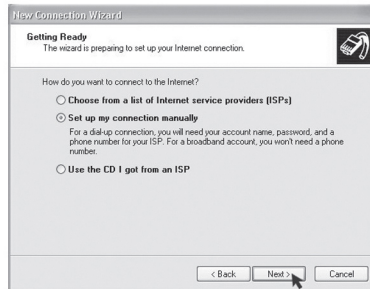 New Connection Wizard
Getting Ready
The wizard is preparing to set up your Internet connection.
How do you want to connect to the Internet?
Choose from a list of Internet service providers (ISPs)
Set up my connection manually
For a dial-up connection, you will need your account name, password, and a
phone number for your ISP. For a broadband account, you won't need a phone
number.
Use the CD I got from an ISP
< Back
Next >
Cancel